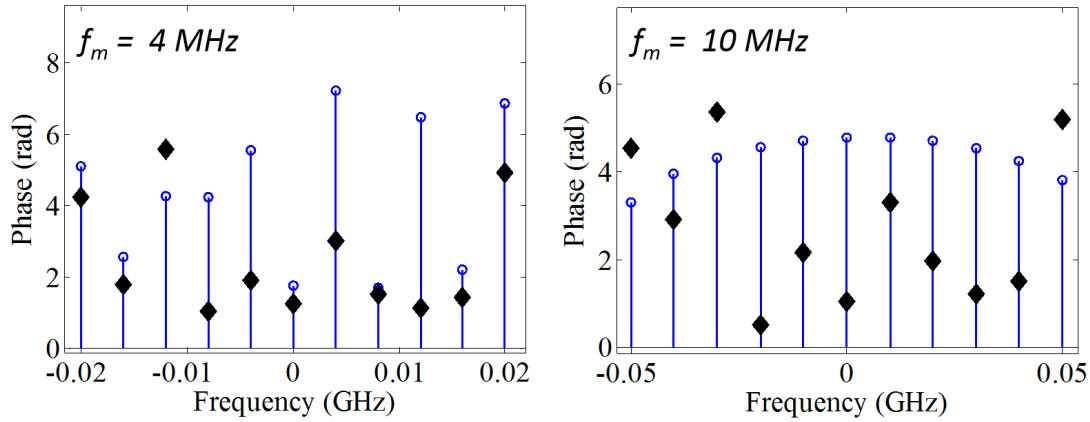 f_m = 4 MHz
8
6
4
2
0
Phase (rad)
-0.02 -0.01 0 0.01 0.02
Frequency (GHz)
f_m = 10 MHz
6
4
2
0
Phase (rad)
-0.05 0 0.05
Frequency (GHz)